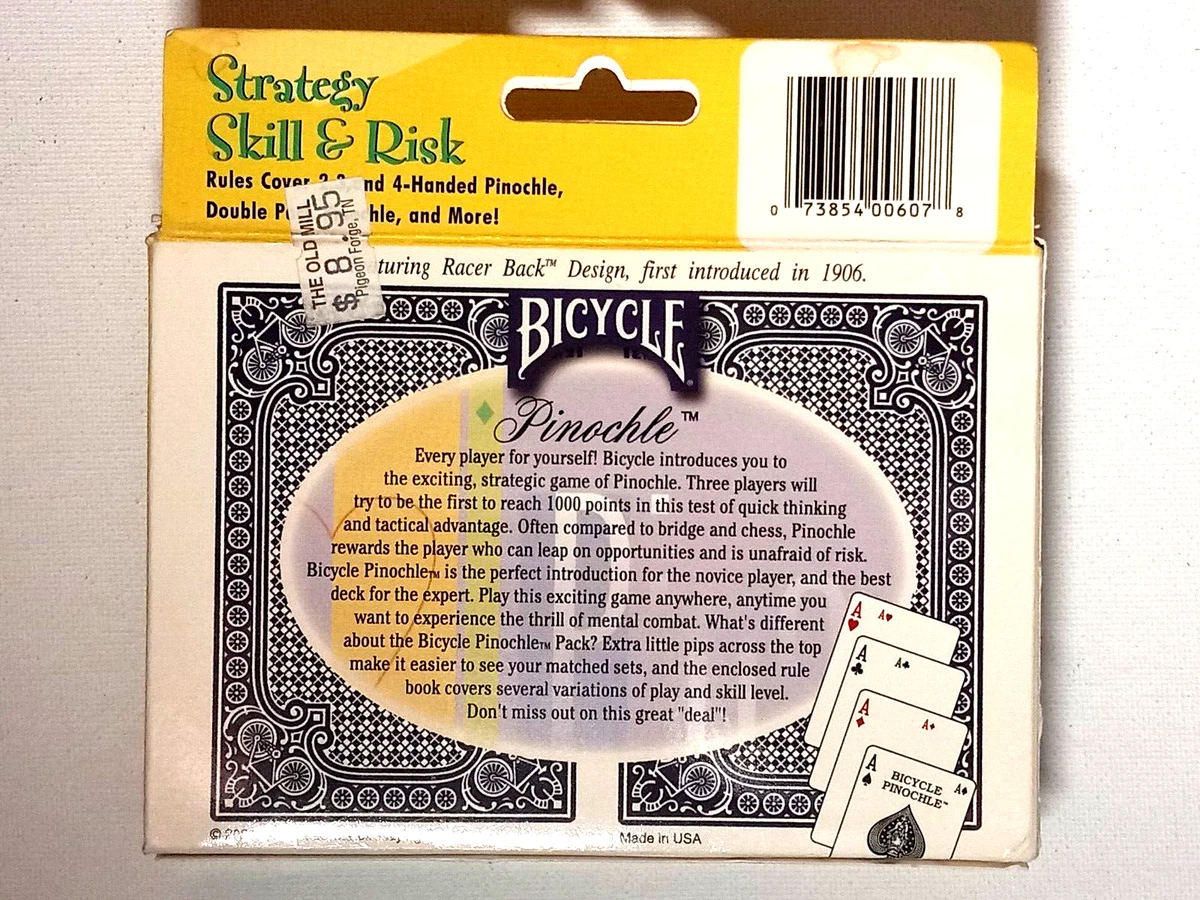 Strategy
Skill & Risk
Rules Cover 2-3 and 4-Handed Pinochle,
Double Pinochle, and More!
0 73854 00607 8
THE OLD MILL
$ 8.95
Pigeon Forge, TN
turing Racer Back™ Design, first introduced in 1906.
BICYCLE
®
Pinochle™
Every player for yourself! Bicycle introduces you to
the exciting, strategic game of Pinochle. Three players will
try to be the first to reach 1000 points in this test of quick thinking
and tactical advantage. Often compared to bridge and chess, Pinochle
rewards the player who can leap on opportunities and is unafraid of risk.
Bicycle Pinochle™ is the perfect introduction for the novice player, and the best
deck for the expert. Play this exciting game anywhere, anytime you
want to experience the thrill of mental combat. What's different
about the Bicycle Pinochle™ Pack? Extra little pips across the top
make it easier to see your matched sets, and the enclosed rule
book covers several variations of play and skill level.
Don't miss out on this great "deal"!
A A♥
A A♣
A A♦
A A♠
BICYCLE
PINOCHLE™
©
Made in USA